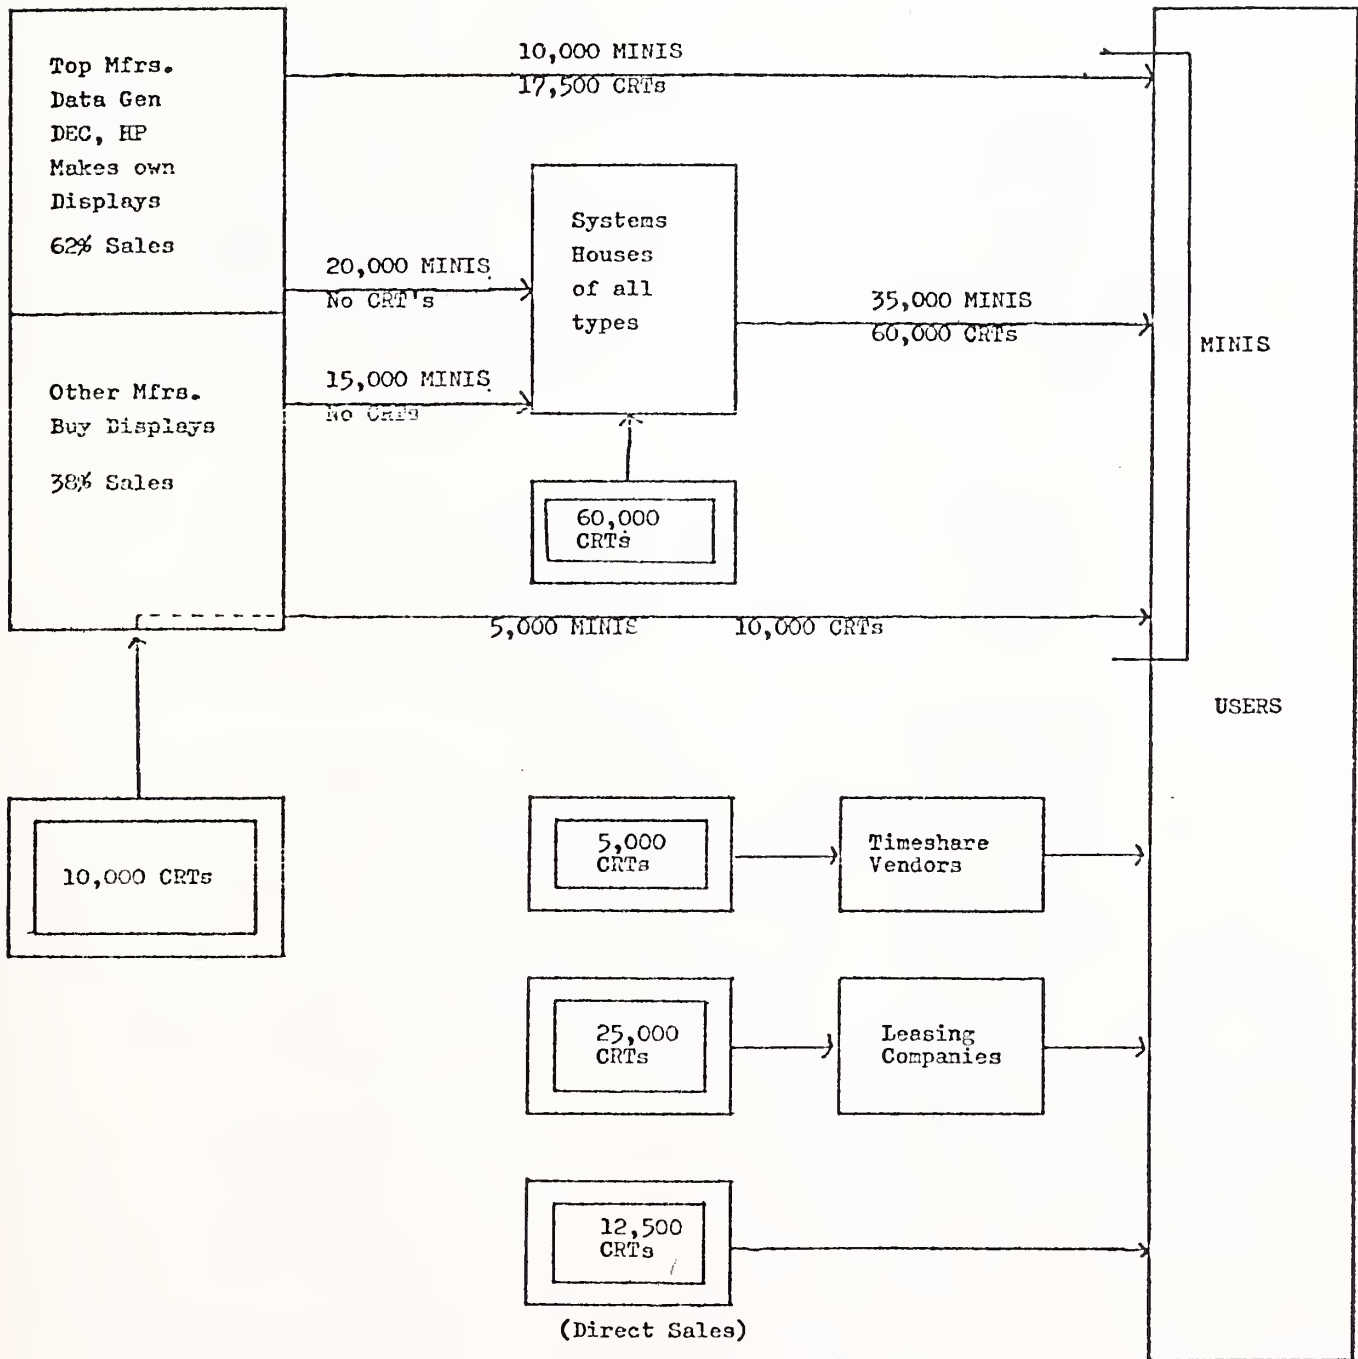 Top Mfrs.
Data Gen
DEC, HP
Makes own
Displays
62% Sales
10,000 MINIS
17,500 CRTs
20,000 MINIS
No CRT's
Systems
Houses
of all
types
35,000 MINIS
60,000 CRTs
MINIS
Other Mfrs.
Buy Displays
38% Sales
15,000 MINIS
No CRTs
60,000
CRTs
5,000 MINIS 10,000 CRTs
USERS
10,000 CRTs
5,000
CRTs
Timeshare
Vendors
25,000
CRTs
Leasing
Companies
12,500
CRTs
(Direct Sales)